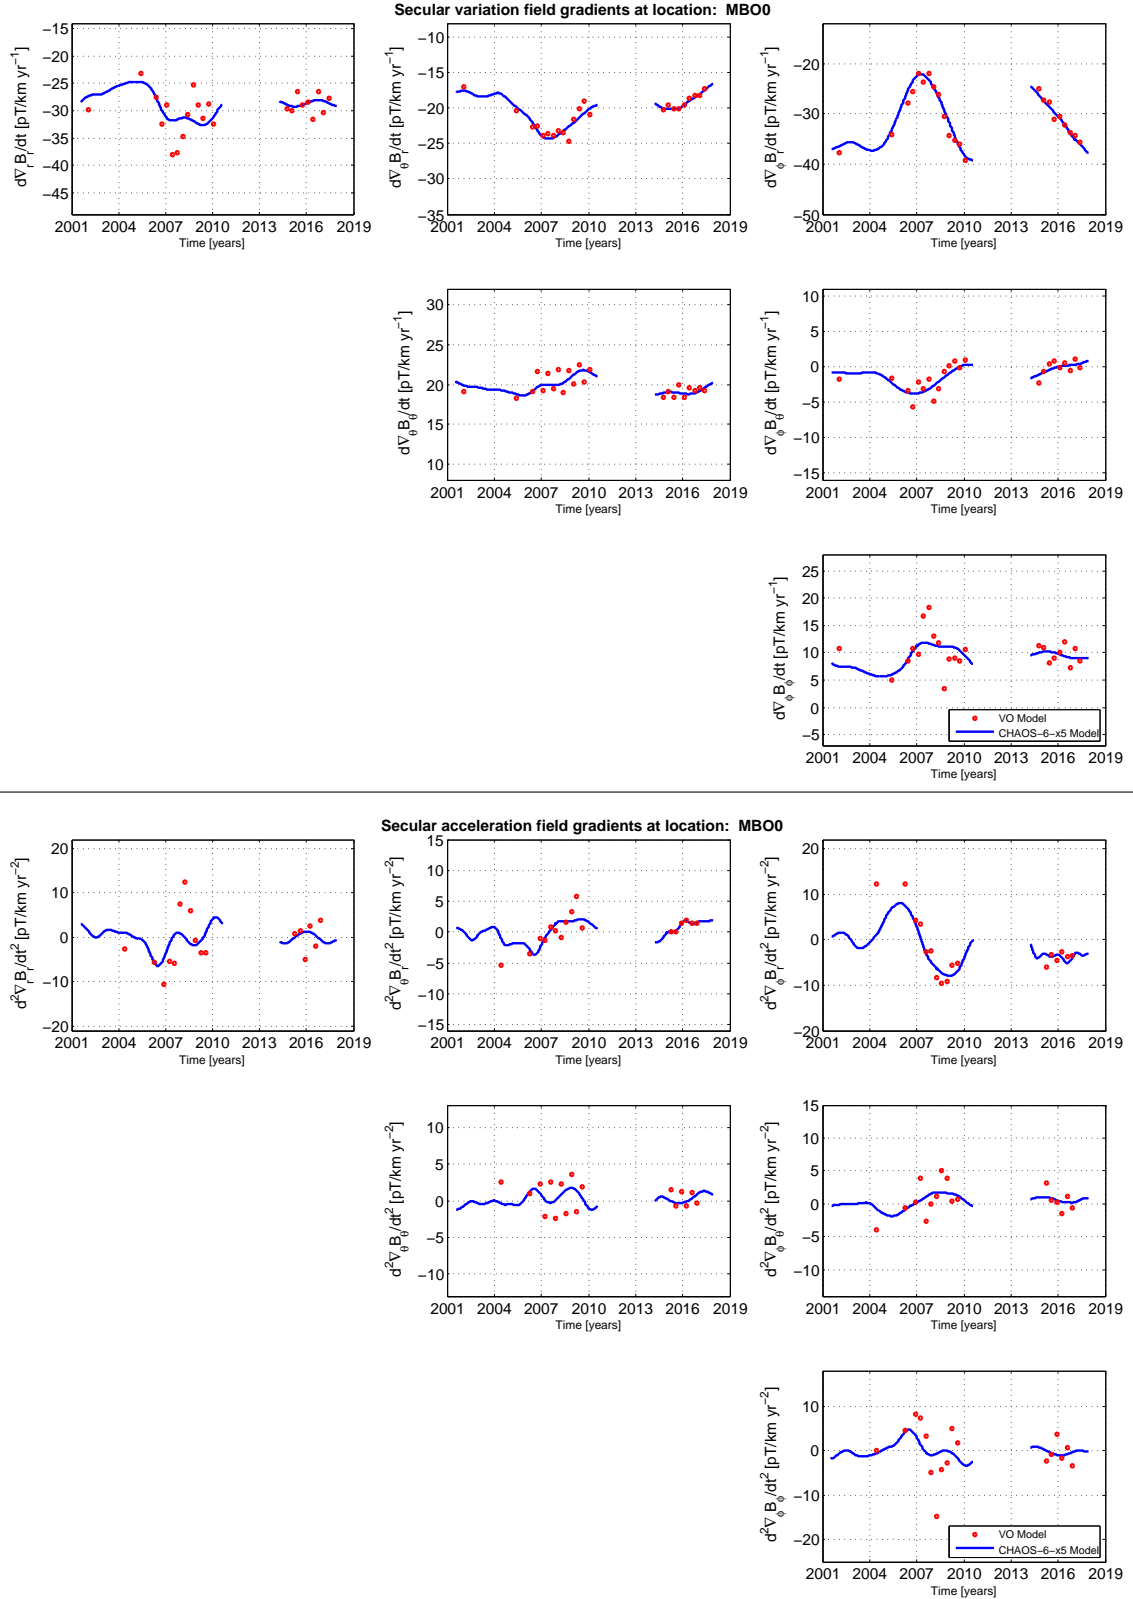 Secular variation field gradients at location: MBO0
d∇rBr/dt [pT/km yr−1]
−15
−20
−25
−30
−35
−40
−45
2001 2004 2007 2010 2013 2016 2019
Time [years]
d∇θBr/dt [pT/km yr−1]
−10
−15
−20
−25
−30
−35
2001 2004 2007 2010 2013 2016 2019
Time [years]
d∇ϕBr/dt [pT/km yr−1]
−20
−30
−40
−50
2001 2004 2007 2010 2013 2016 2019
Time [years]
d∇θBθ/dt [pT/km yr−1]
30
25
20
15
10
2001 2004 2007 2010 2013 2016 2019
Time [years]
d∇ϕBθ/dt [pT/km yr−1]
10
5
0
−5
−10
−15
2001 2004 2007 2010 2013 2016 2019
Time [years]
d∇ϕBϕ/dt [pT/km yr−1]
25
20
15
10
5
0
−5
VO Model
CHAOS−6−x5 Model
2001 2004 2007 2010 2013 2016 2019
Time [years]
Secular acceleration field gradients at location: MBO0
d2∇rBr/dt2 [pT/km yr−2]
20
10
0
−10
−20
2001 2004 2007 2010 2013 2016 2019
Time [years]
d2∇θBr/dt2 [pT/km yr−2]
15
10
5
0
−5
−10
−15
2001 2004 2007 2010 2013 2016 2019
Time [years]
d2∇ϕBr/dt2 [pT/km yr−2]
20
10
0
−10
−20
2001 2004 2007 2010 2013 2016 2019
Time [years]
d2∇θBθ/dt2 [pT/km yr−2]
10
5
0
−5
−10
2001 2004 2007 2010 2013 2016 2019
Time [years]
d2∇ϕBθ/dt2 [pT/km yr−2]
15
10
5
0
−5
−10
2001 2004 2007 2010 2013 2016 2019
Time [years]
d2∇ϕBϕ/dt2 [pT/km yr−2]
10
0
−10
−20
VO Model
CHAOS−6−x5 Model
2001 2004 2007 2010 2013 2016 2019
Time [years]